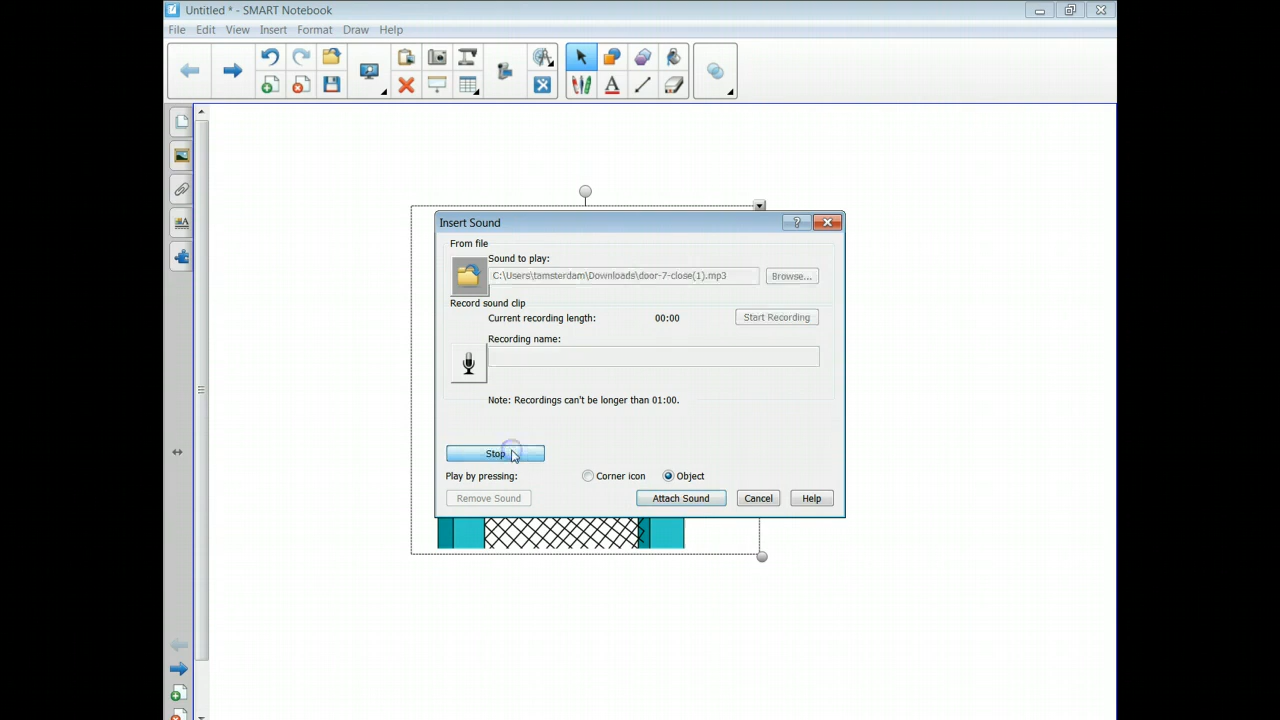 Untitled * - SMART Notebook
File Edit View Insert Format Draw Help
Insert Sound
From file
Sound to play:
C:\Users\tamsterdam\Downloads\door-7-close(1).mp3 Browse...
Record sound clip
Current recording length: 00:00 Start Recording
Recording name:
Note: Recordings can't be longer than 01:00.
Stop
Play by pressing: Corner icon Object
Remove Sound Attach Sound Cancel Help